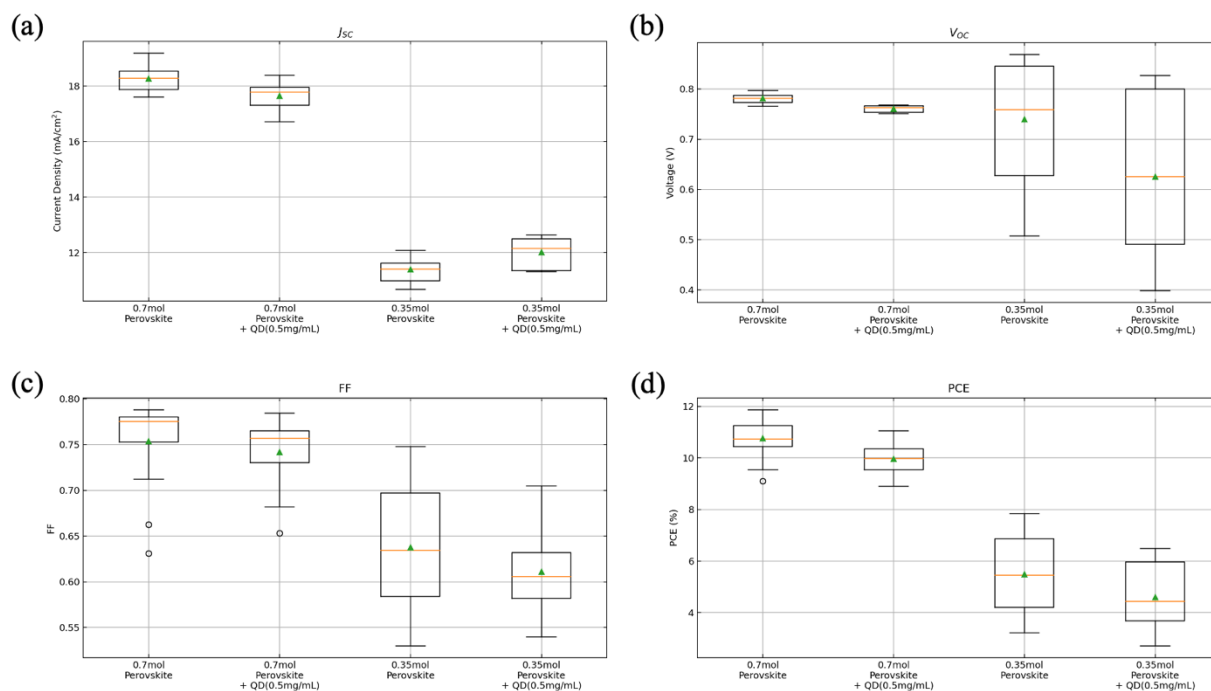 (a)
J_SC
Current Density (mA/cm²)
18
16
14
12
0.7mol
Perovskite
0.7mol
Perovskite
+ QD(0.5mg/mL)
0.35mol
Perovskite
0.35mol
Perovskite
+ QD(0.5mg/mL)
(b)
V_OC
Voltage (V)
0.8
0.7
0.6
0.5
0.4
0.7mol
Perovskite
0.7mol
Perovskite
+ QD(0.5mg/mL)
0.35mol
Perovskite
0.35mol
Perovskite
+ QD(0.5mg/mL)
(c)
FF
FF
0.80
0.75
0.70
0.65
0.60
0.55
0.7mol
Perovskite
0.7mol
Perovskite
+ QD(0.5mg/mL)
0.35mol
Perovskite
0.35mol
Perovskite
+ QD(0.5mg/mL)
(d)
PCE
PCE (%)
12
10
8
6
4
0.7mol
Perovskite
0.7mol
Perovskite
+ QD(0.5mg/mL)
0.35mol
Perovskite
0.35mol
Perovskite
+ QD(0.5mg/mL)